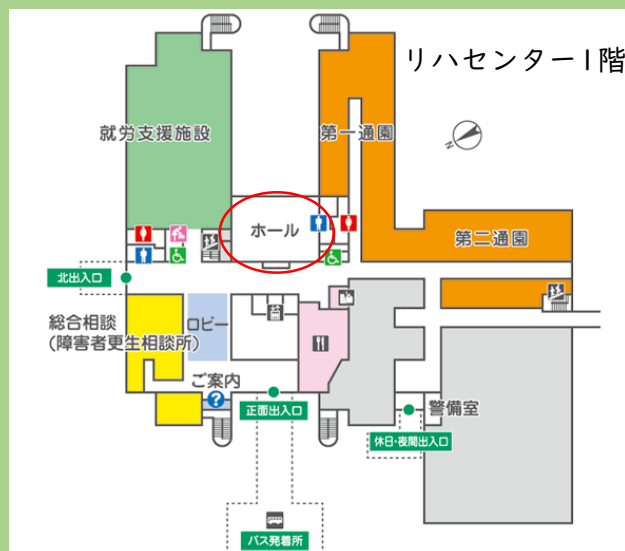 リハセンター1階
就労支援施設
第一通園
ホール
第二通園
北出入口
総合相談
(障害者更生相談所)
ロビー
ご案内
?
正面出入口
警備室
休日・夜間出入口
バス発着所
N